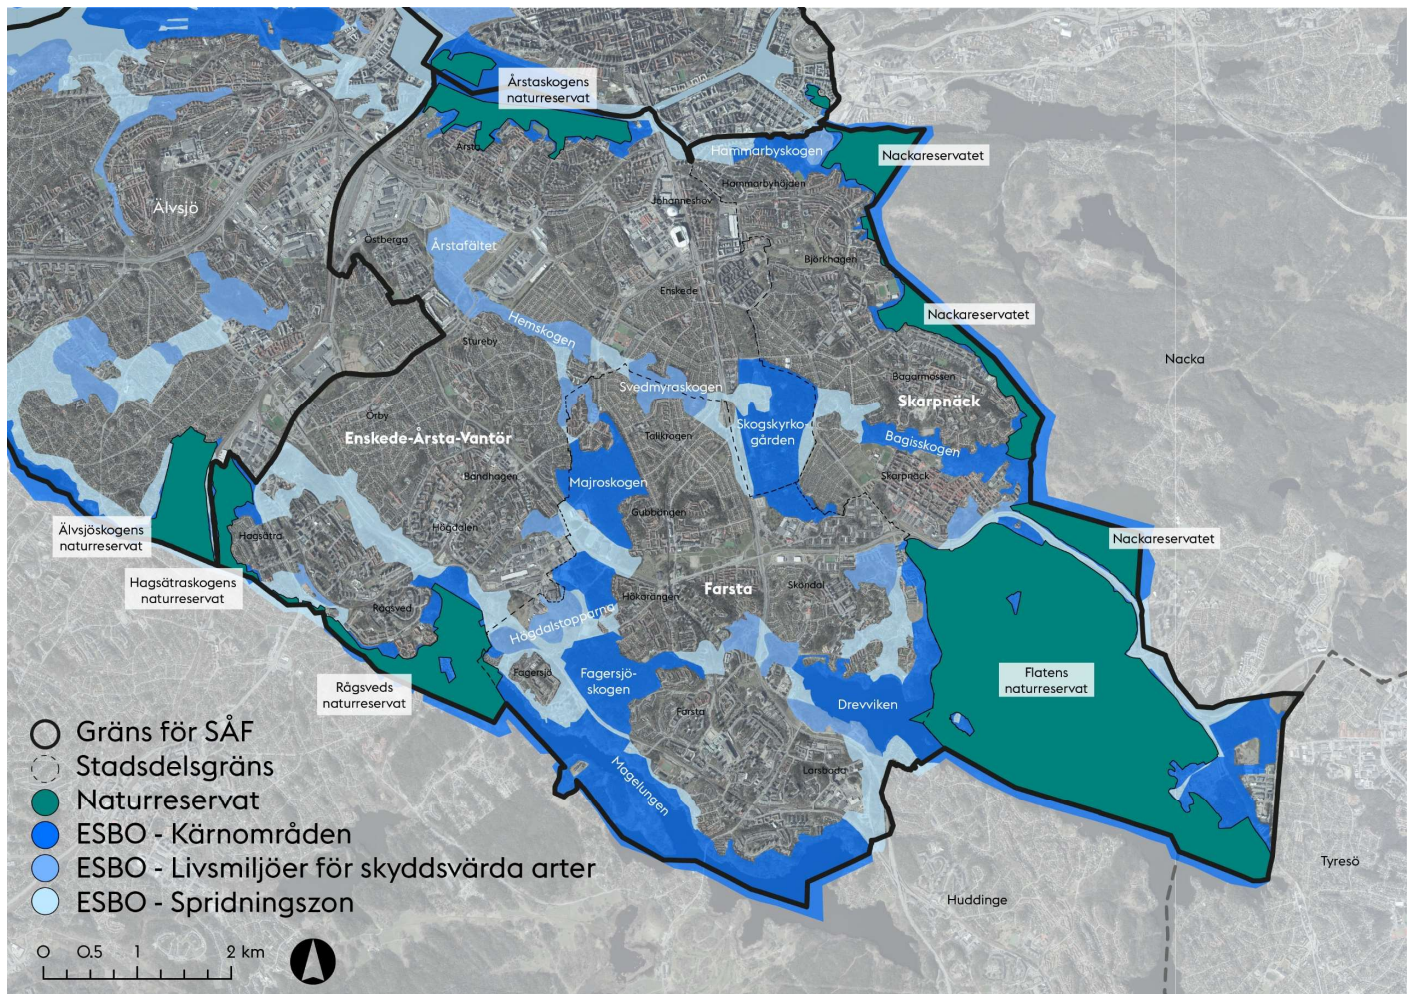 Årstaskogens
naturreservat
Årsta
Hammarbyskogen
Nackareservatet
Hammarbyhöjden
Johanneshov
Älvsjö
Östberga
Årstafältet
Björkhagen
Enskede
Nackareservatet
Hemskogen
Stureby
Nacka
Svedmyraskogen
Bagarmossen
Skarpnäck
Örby
Enskede-Årsta-Vantör
Tallkrogen
Skogskyrko-
gården
Bagisskogen
Bandhagen
Majroskogen
Skarpnäck
Gubbängen
Högdalen
Älvsjöskogens
naturreservat
Hagsätra
Nackareservatet
Hagsätraskogens
naturreservat
Rågsved
Hökarängen
Farsta
Sköndal
Högdalstopparna
Fagersjö
Fagersjö-
skogen
Flatens
naturreservat
Rågsveds
naturreservat
Drevviken
Farsta
Magelungen
Larsboda
Tyresö
Huddinge
Gräns för SÅF
Stadsdelsgräns
Naturreservat
ESBO - Kärnområden
ESBO - Livsmiljöer för skyddsvärda arter
ESBO - Spridningszon
0 0.5 1 2 km